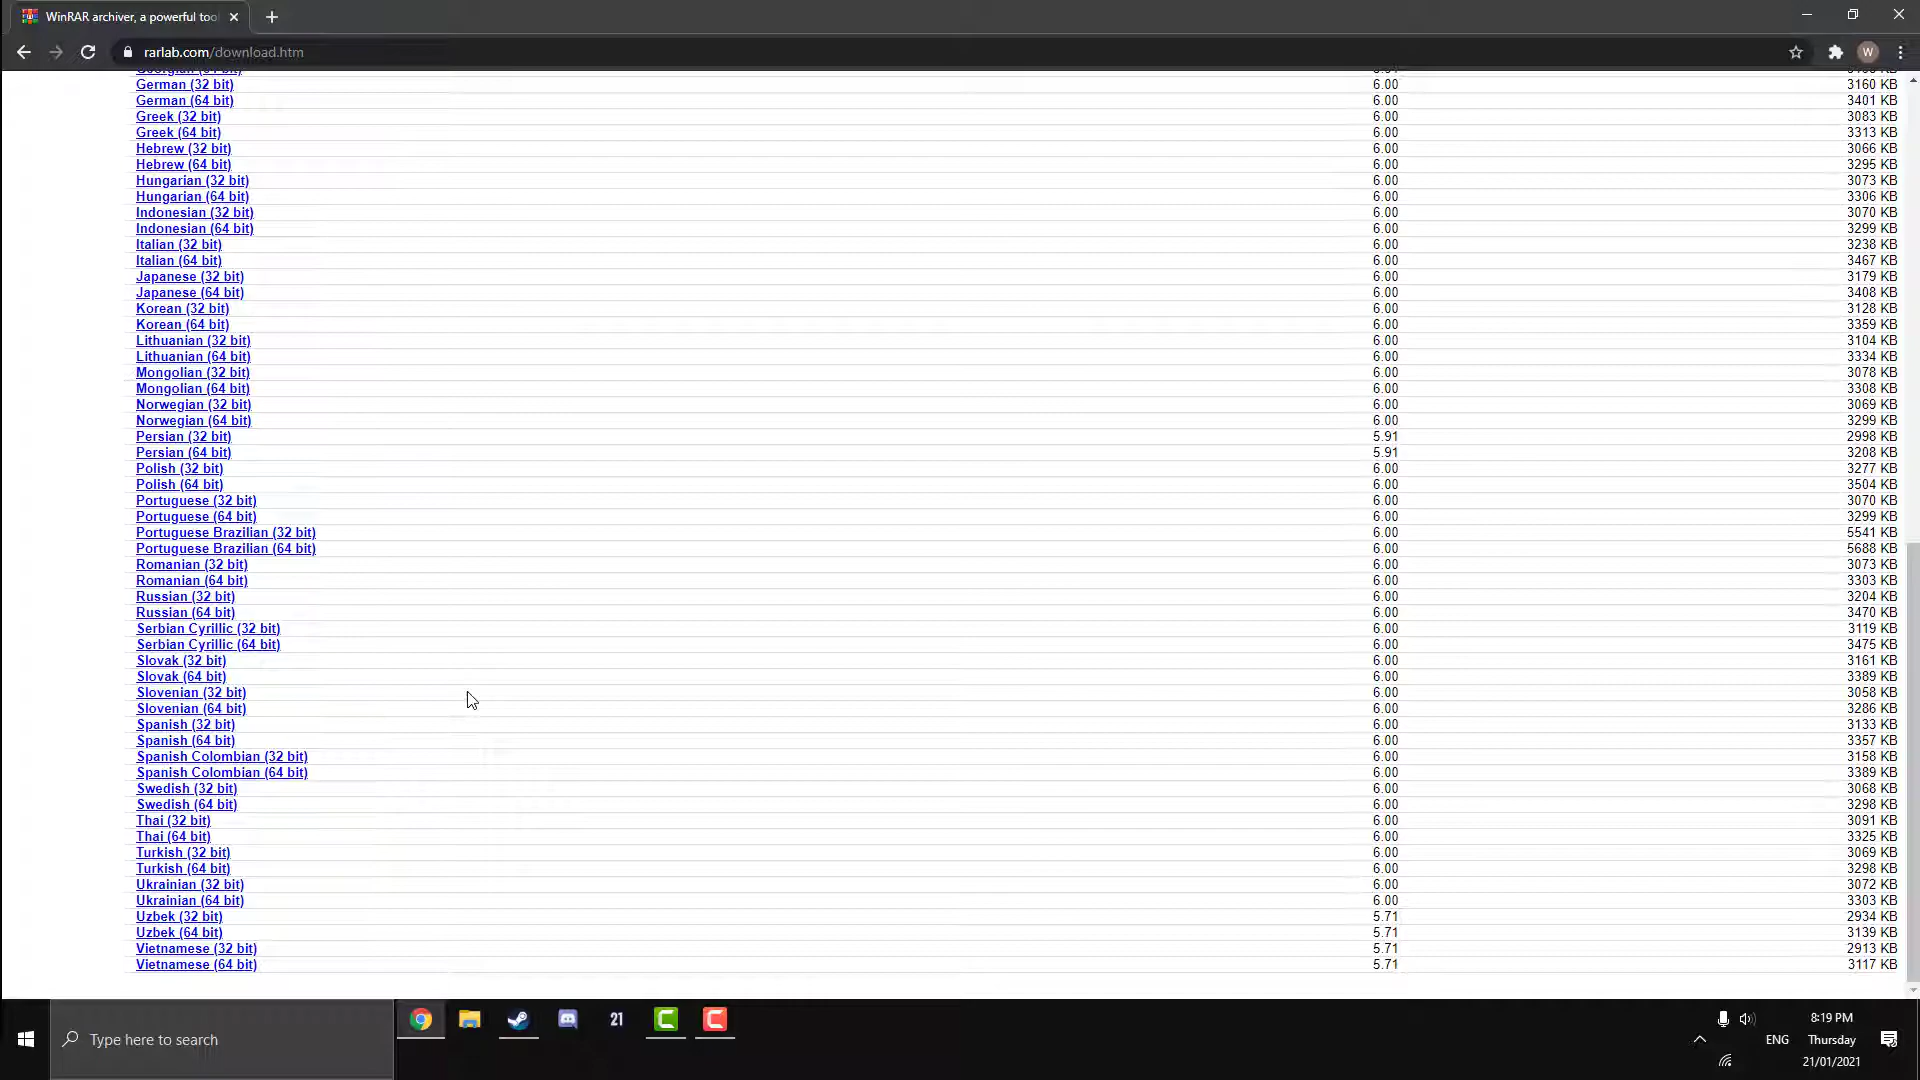 WinRAR archiver, a powerful too
rarlab.com/download.htm
W
German (32 bit) 6.00 3160 KB
German (64 bit) 6.00 3401 KB
Greek (32 bit) 6.00 3083 KB
Greek (64 bit) 6.00 3313 KB
Hebrew (32 bit) 6.00 3066 KB
Hebrew (64 bit) 6.00 3295 KB
Hungarian (32 bit) 6.00 3073 KB
Hungarian (64 bit) 6.00 3306 KB
Indonesian (32 bit) 6.00 3070 KB
Indonesian (64 bit) 6.00 3299 KB
Italian (32 bit) 6.00 3238 KB
Italian (64 bit) 6.00 3467 KB
Japanese (32 bit) 6.00 3179 KB
Japanese (64 bit) 6.00 3408 KB
Korean (32 bit) 6.00 3128 KB
Korean (64 bit) 6.00 3359 KB
Lithuanian (32 bit) 6.00 3104 KB
Lithuanian (64 bit) 6.00 3334 KB
Mongolian (32 bit) 6.00 3078 KB
Mongolian (64 bit) 6.00 3308 KB
Norwegian (32 bit) 6.00 3069 KB
Norwegian (64 bit) 6.00 3299 KB
Persian (32 bit) 5.91 2998 KB
Persian (64 bit) 5.91 3208 KB
Polish (32 bit) 6.00 3277 KB
Polish (64 bit) 6.00 3504 KB
Portuguese (32 bit) 6.00 3070 KB
Portuguese (64 bit) 6.00 3299 KB
Portuguese Brazilian (32 bit) 6.00 5541 KB
Portuguese Brazilian (64 bit) 6.00 5688 KB
Romanian (32 bit) 6.00 3073 KB
Romanian (64 bit) 6.00 3303 KB
Russian (32 bit) 6.00 3204 KB
Russian (64 bit) 6.00 3470 KB
Serbian Cyrillic (32 bit) 6.00 3119 KB
Serbian Cyrillic (64 bit) 6.00 3475 KB
Slovak (32 bit) 6.00 3161 KB
Slovak (64 bit) 6.00 3389 KB
Slovenian (32 bit) 6.00 3058 KB
Slovenian (64 bit) 6.00 3286 KB
Spanish (32 bit) 6.00 3133 KB
Spanish (64 bit) 6.00 3357 KB
Spanish Colombian (32 bit) 6.00 3158 KB
Spanish Colombian (64 bit) 6.00 3389 KB
Swedish (32 bit) 6.00 3068 KB
Swedish (64 bit) 6.00 3298 KB
Thai (32 bit) 6.00 3091 KB
Thai (64 bit) 6.00 3325 KB
Turkish (32 bit) 6.00 3069 KB
Turkish (64 bit) 6.00 3298 KB
Ukrainian (32 bit) 6.00 3072 KB
Ukrainian (64 bit) 6.00 3303 KB
Uzbek (32 bit) 5.71 2934 KB
Uzbek (64 bit) 5.71 3139 KB
Vietnamese (32 bit) 5.71 2913 KB
Vietnamese (64 bit) 5.71 3117 KB
Type here to search
21
ENG
8:19 PM
Thursday
21/01/2021